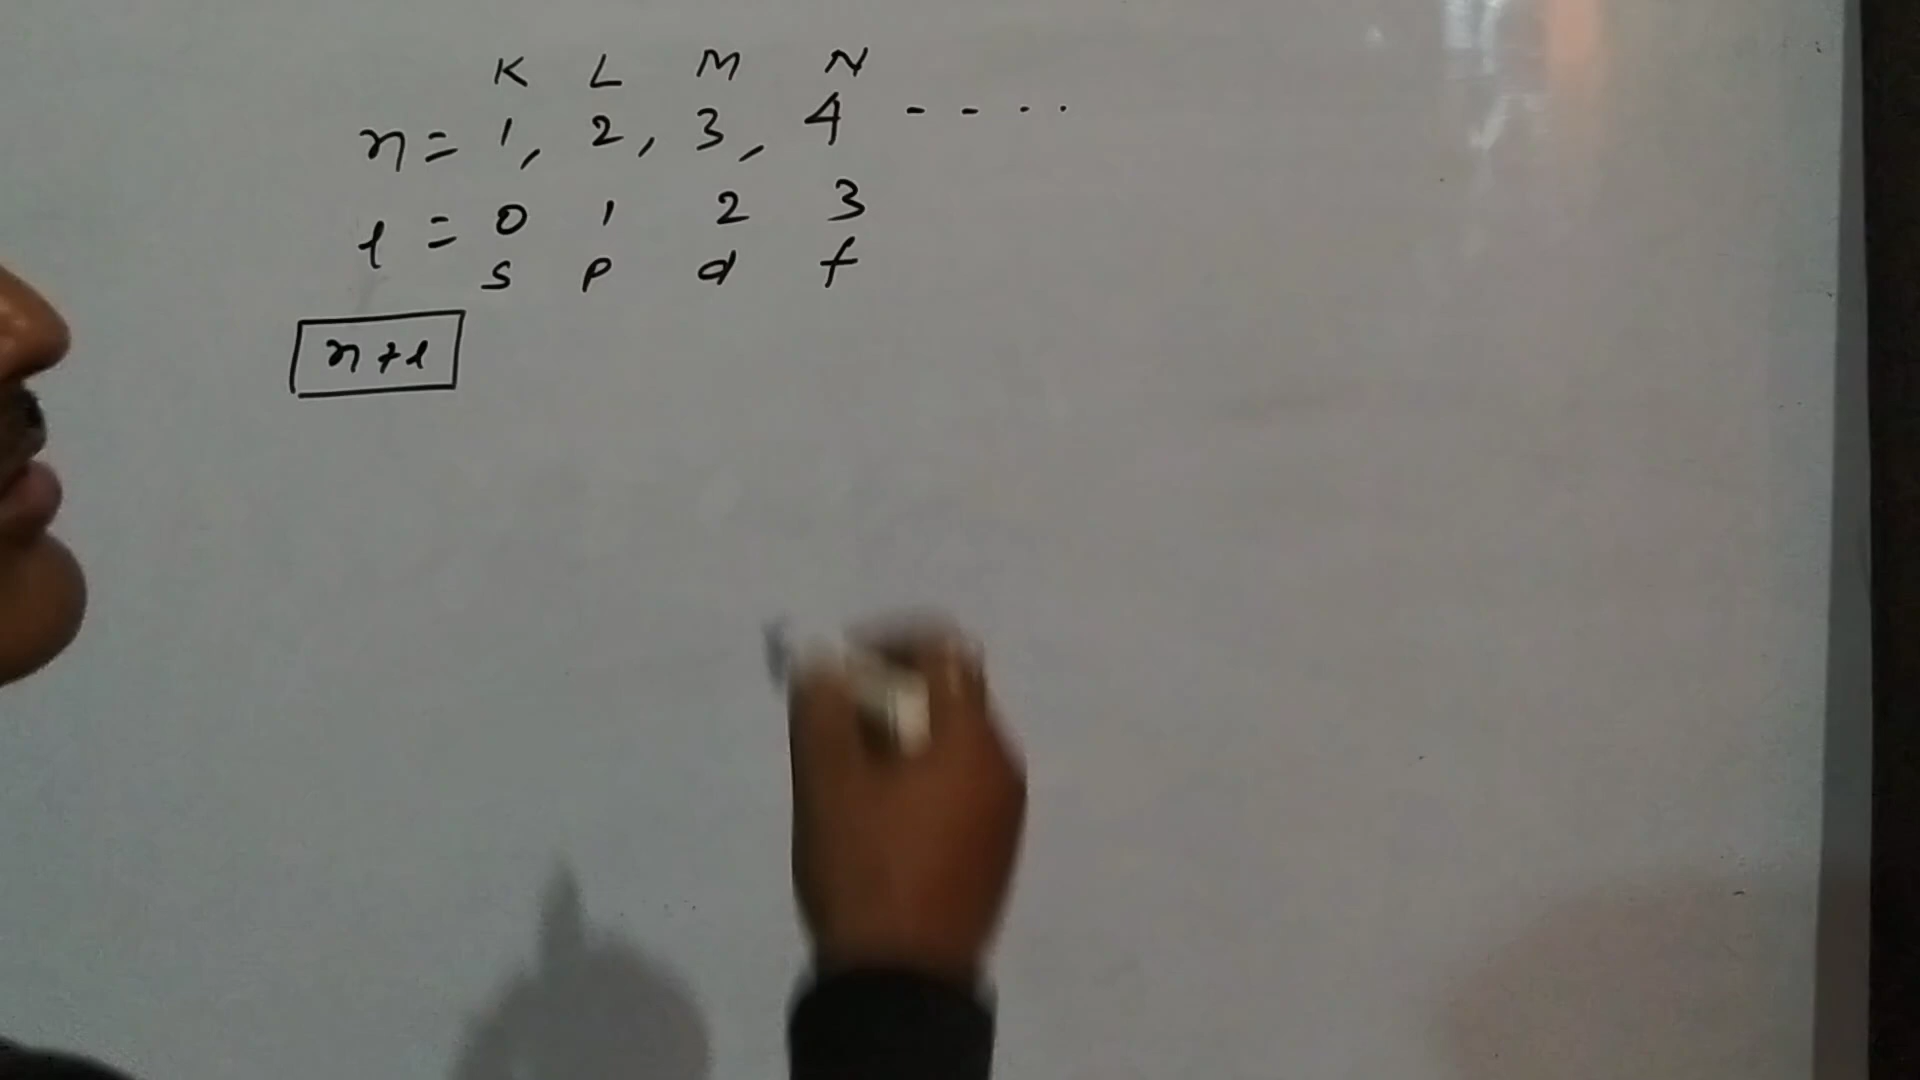 K L M N
n = 1, 2, 3, 4 - - - .
l = 0 1 2 3
s p d f
n + l